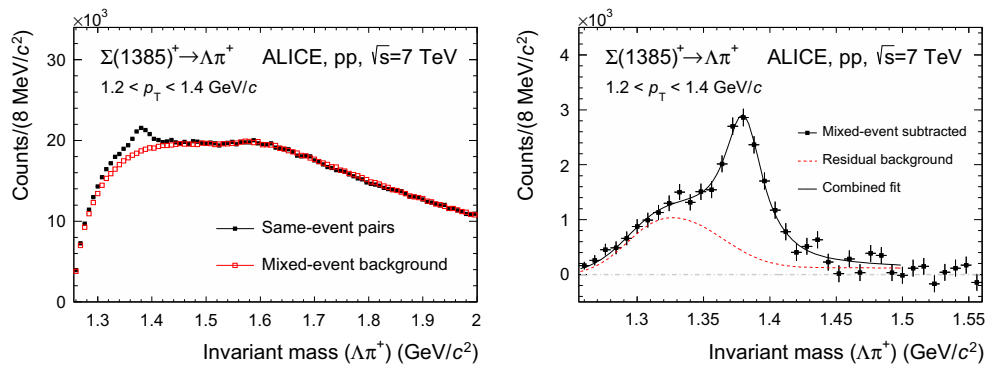 ×10³
Σ(1385)⁺→Λπ⁺ ALICE, pp, √s=7 TeV
1.2 < p_T < 1.4 GeV/c
Counts/(8 MeV/c²)
30
20
10
0
Same-event pairs
Mixed-event background
1.3 1.4 1.5 1.6 1.7 1.8 1.9 2
Invariant mass (Λπ⁺) (GeV/c²)
×10³
Σ(1385)⁺→Λπ⁺ ALICE, pp, √s=7 TeV
1.2 < p_T < 1.4 GeV/c
Counts/(8 MeV/c²)
4
3
2
1
0
Mixed-event subtracted
Residual background
Combined fit
1.3 1.35 1.4 1.45 1.5 1.55
Invariant mass (Λπ⁺) (GeV/c²)